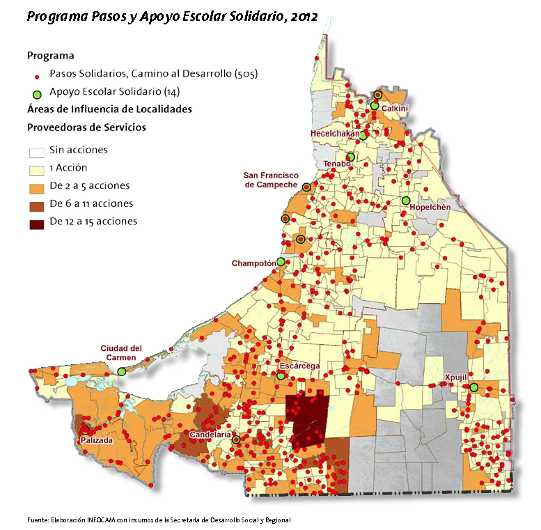 Programa Pasos y Apoyo Escolar Solidario, 2012
Programa
Pasos Solidarios, Camino al Desarrollo (505)
Apoyo Escolar Solidario (14)
Áreas de Influencia de Localidades
Proveedoras de Servicios
Sin acciones
1 Acción
De 2 a 5 acciones
De 6 a 11 acciones
De 12 a 15 acciones
Calkiní
Hecelchakán
Tenabo
San Francisco
de Campeche
Hopelchén
Champotón
Ciudad del
Carmen
Escárcega
Xpujil
Palizada
Candelaria
Fuente: Elaboración INFOCAM con insumos de la Secretaría de Desarrollo Social y Regional